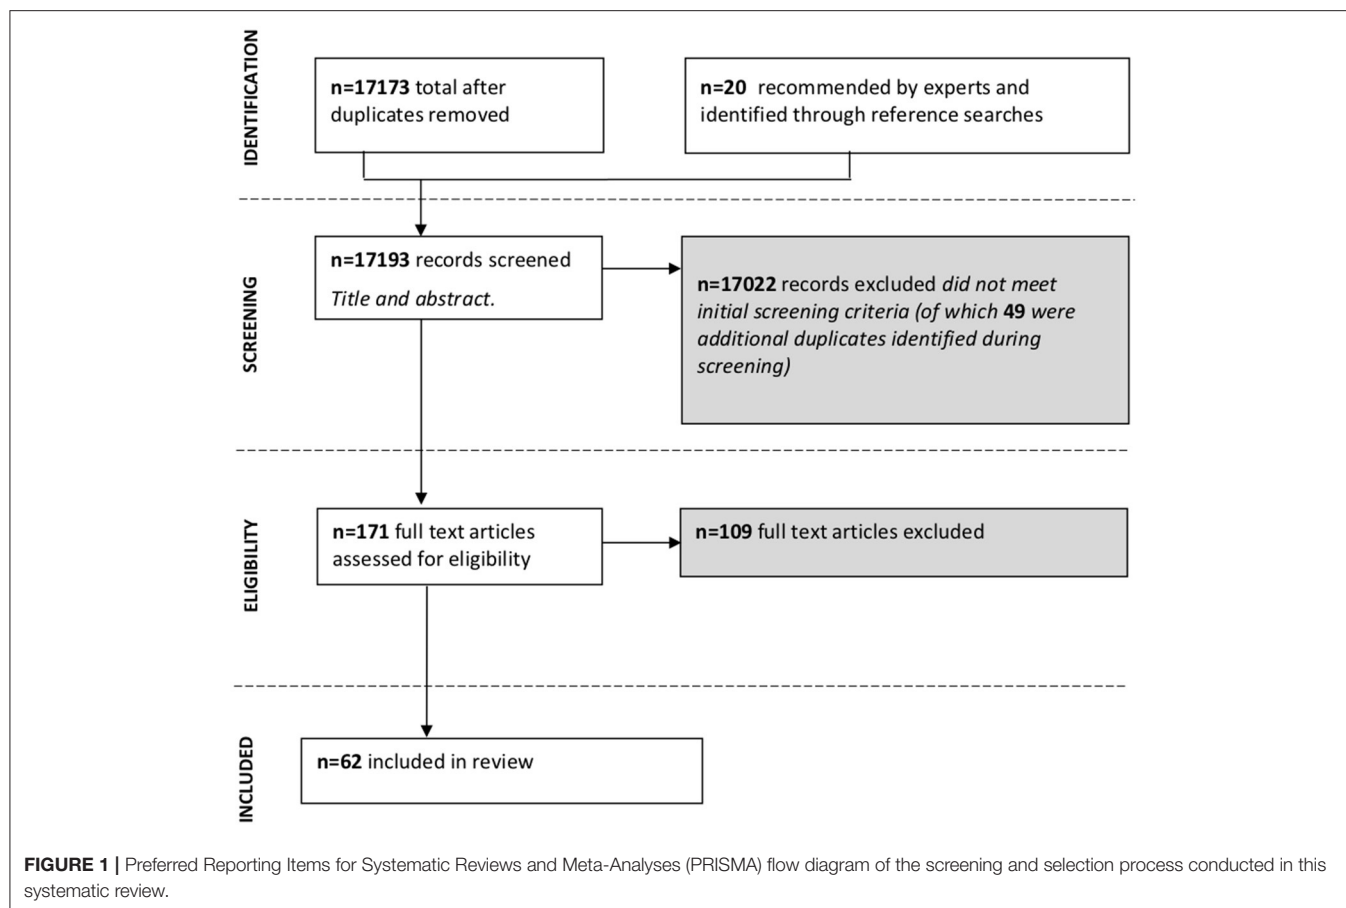 IDENTIFICATION
n=17173 total after
duplicates removed
n=20 recommended by experts and
identified through reference searches
SCREENING
n=17193 records screened
Title and abstract.
n=17022 records excluded did not meet
initial screening criteria (of which 49 were
additional duplicates identified during
screening)
ELIGIBILITY
n=171 full text articles
assessed for eligibility
n=109 full text articles excluded
INCLUDED
n=62 included in review
FIGURE 1 | Preferred Reporting Items for Systematic Reviews and Meta-Analyses (PRISMA) flow diagram of the screening and selection process conducted in this
systematic review.